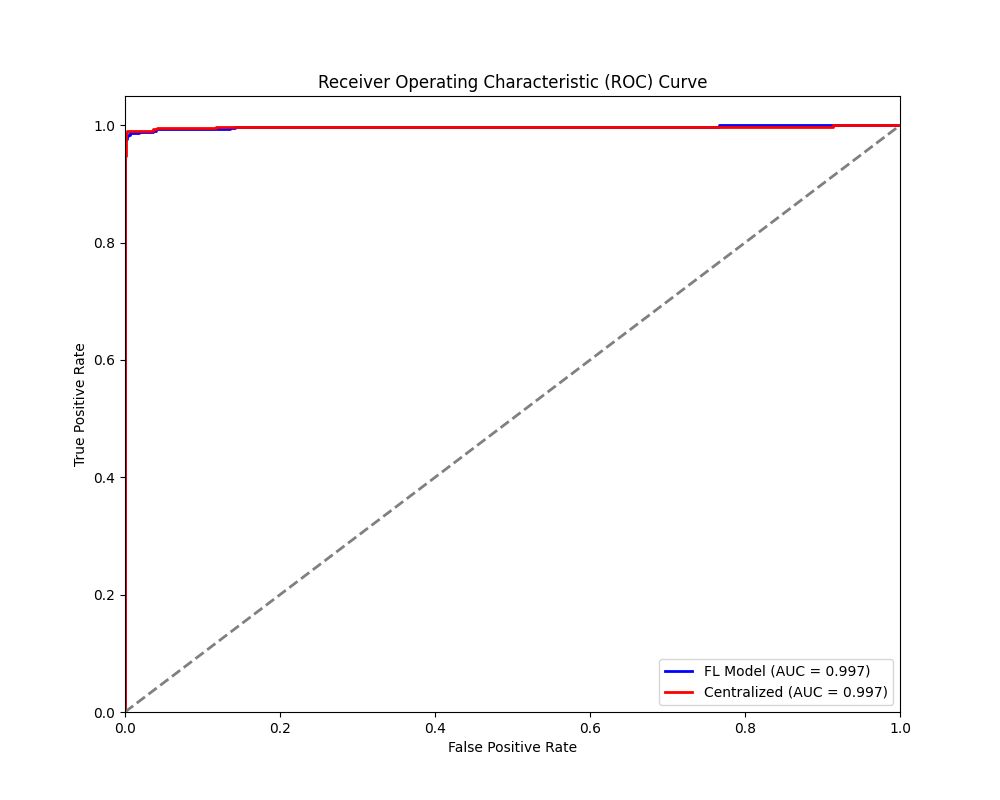 Receiver Operating Characteristic (ROC) Curve
True Positive Rate
1.0
0.8
0.6
0.4
0.2
0.0
0.0 0.2 0.4 0.6 0.8 1.0
False Positive Rate
FL Model (AUC = 0.997)
Centralized (AUC = 0.997)